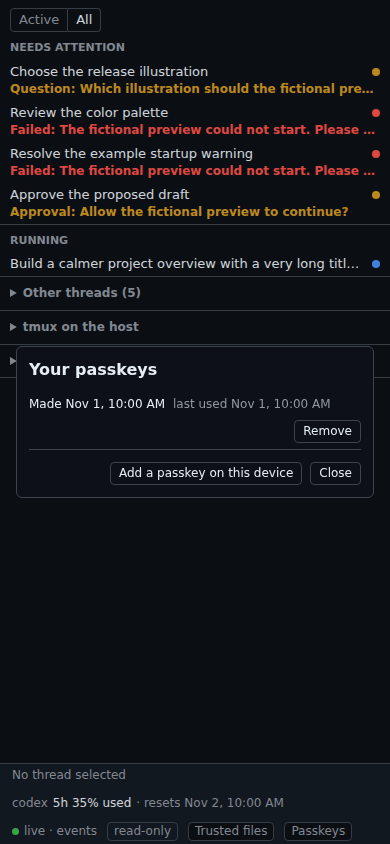 Active All
NEEDS ATTENTION
Choose the release illustration
Question: Which illustration should the fictional pre…
Review the color palette
Failed: The fictional preview could not start. Please …
Resolve the example startup warning
Failed: The fictional preview could not start. Please …
Approve the proposed draft
Approval: Allow the fictional preview to continue?
RUNNING
Build a calmer project overview with a very long titl…
Other threads (5)
tmux on the host
Your passkeys
Made Nov 1, 10:00 AM last used Nov 1, 10:00 AM
Remove
Add a passkey on this device Close
No thread selected
codex 5h 35% used · resets Nov 2, 10:00 AM
live · events read-only Trusted files Passkeys